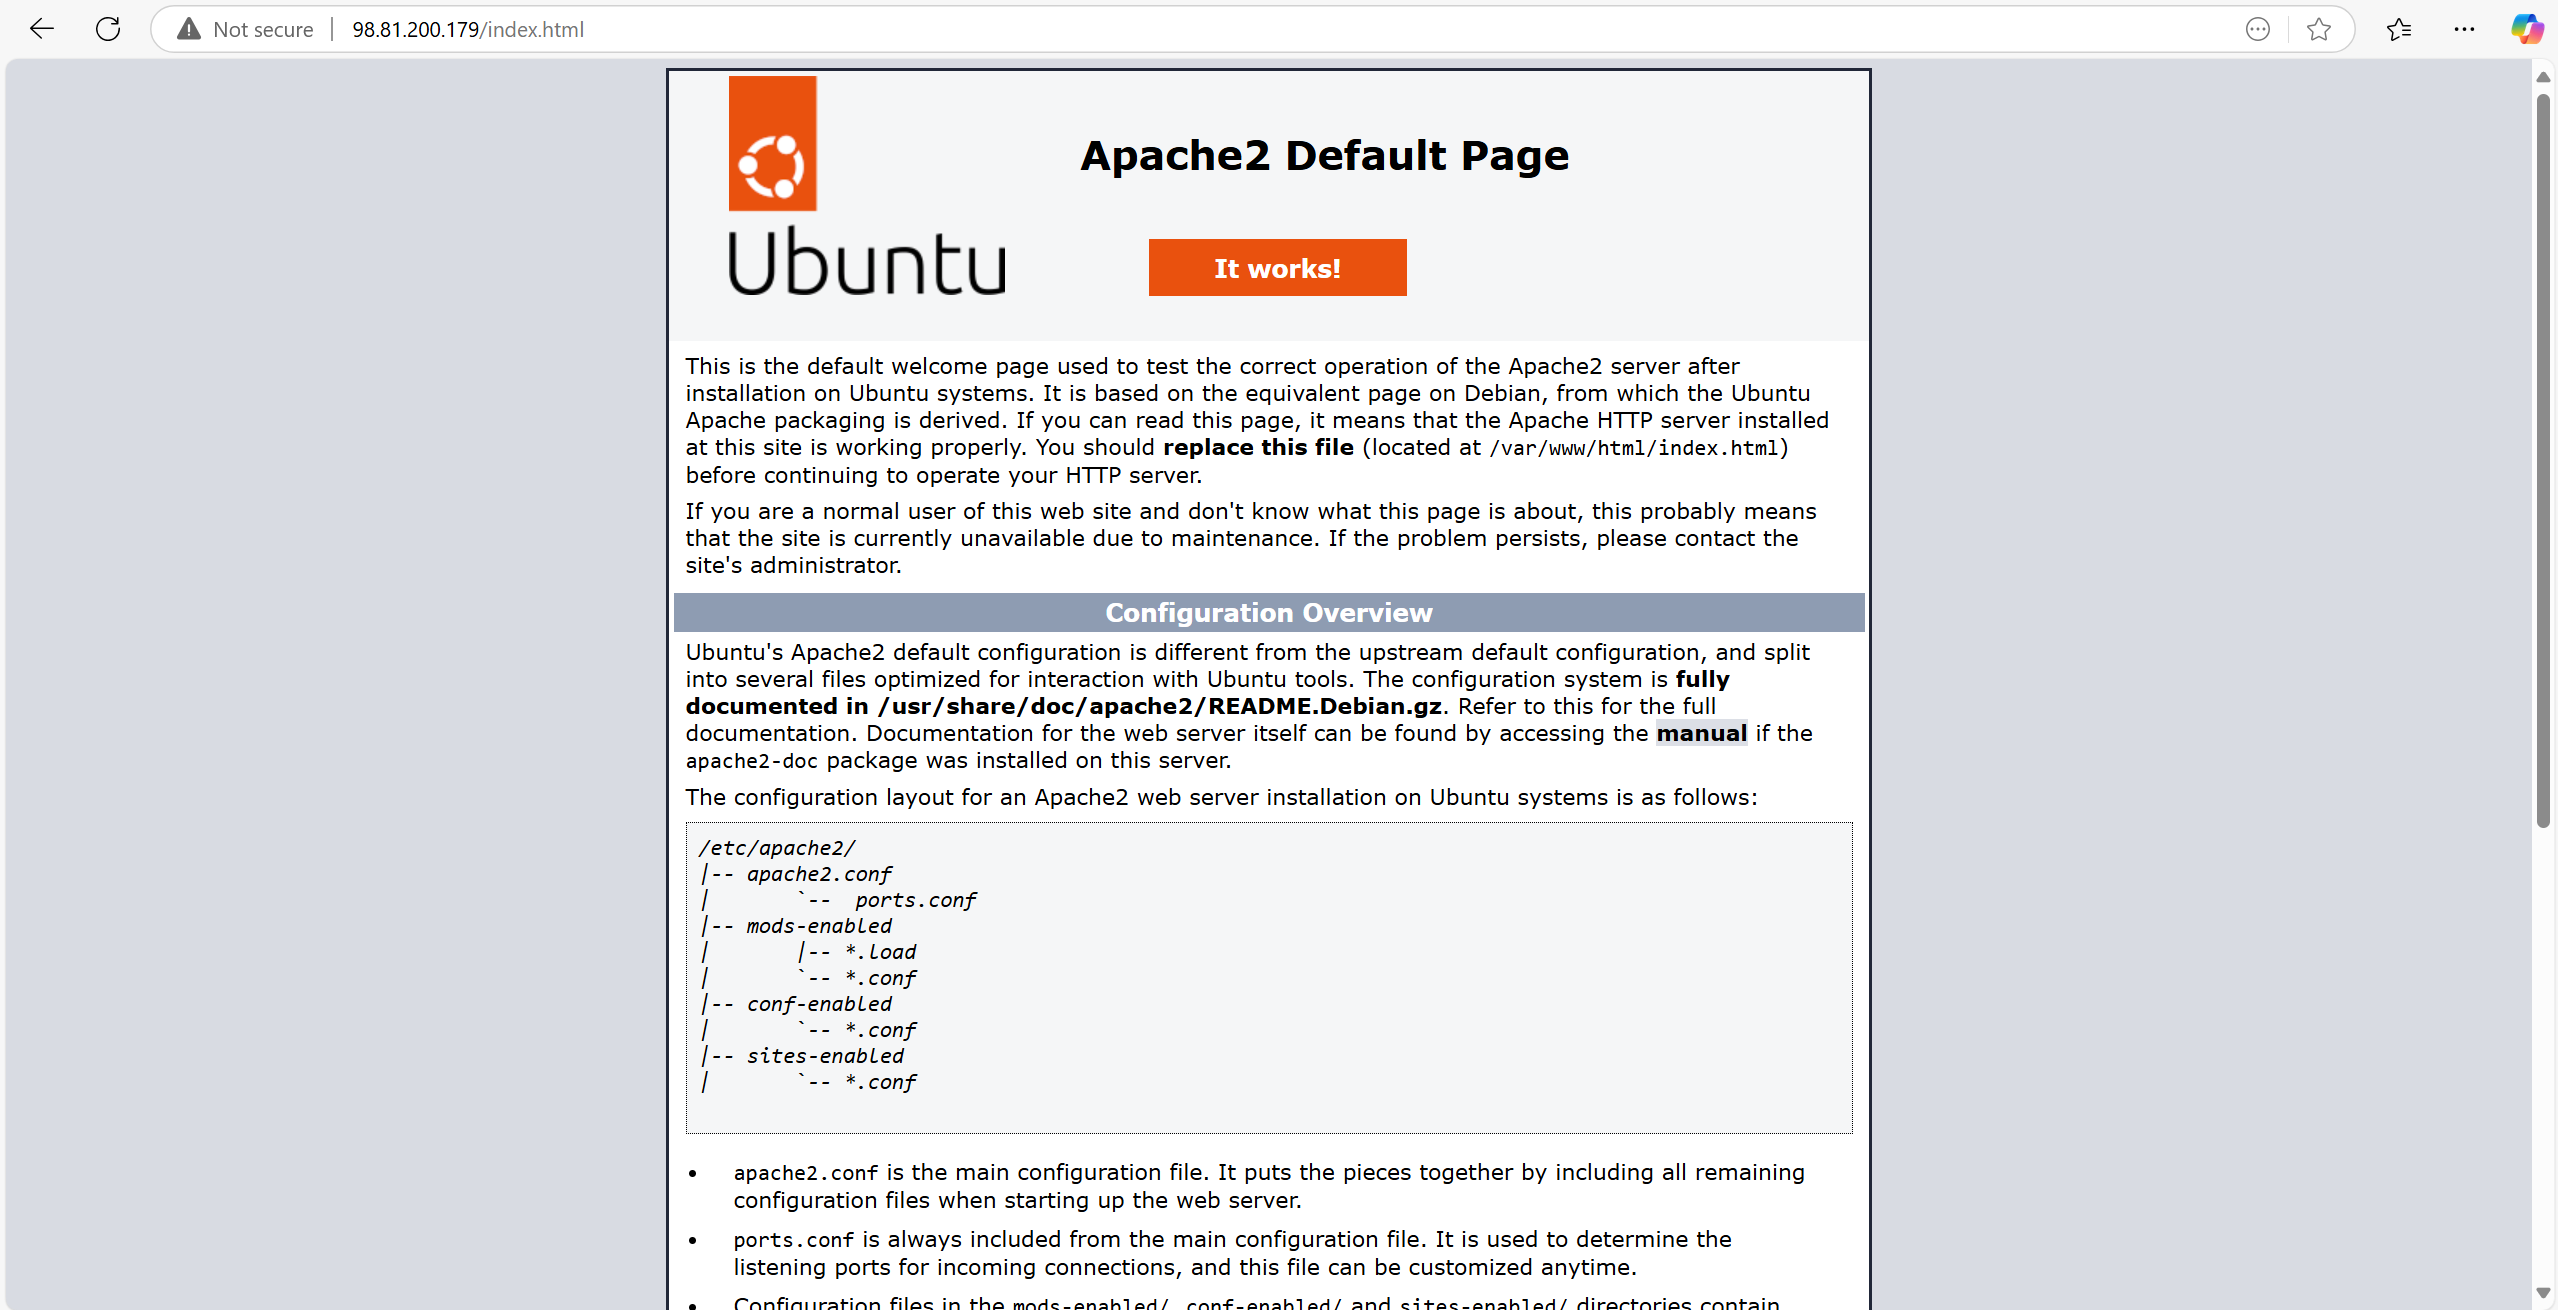 Not secure | 98.81.200.179/index.html
Apache2 Default Page
Ubuntu
It works!
This is the default welcome page used to test the correct operation of the Apache2 server after
installation on Ubuntu systems. It is based on the equivalent page on Debian, from which the Ubuntu
Apache packaging is derived. If you can read this page, it means that the Apache HTTP server installed
at this site is working properly. You should replace this file (located at /var/www/html/index.html)
before continuing to operate your HTTP server.
If you are a normal user of this web site and don't know what this page is about, this probably means
that the site is currently unavailable due to maintenance. If the problem persists, please contact the
site's administrator.
Configuration Overview
Ubuntu's Apache2 default configuration is different from the upstream default configuration, and split
into several files optimized for interaction with Ubuntu tools. The configuration system is fully
documented in /usr/share/doc/apache2/README.Debian.gz. Refer to this for the full
documentation. Documentation for the web server itself can be found by accessing the manual if the
apache2-doc package was installed on this server.
The configuration layout for an Apache2 web server installation on Ubuntu systems is as follows:
/etc/apache2/
|-- apache2.conf
|       `--  ports.conf
|-- mods-enabled
|       |-- *.load
|       `-- *.conf
|-- conf-enabled
|       `-- *.conf
|-- sites-enabled
|       `-- *.conf
• apache2.conf is the main configuration file. It puts the pieces together by including all remaining
configuration files when starting up the web server.
• ports.conf is always included from the main configuration file. It is used to determine the
listening ports for incoming connections, and this file can be customized anytime.
• Configuration files in the mods-enabled/, conf-enabled/ and sites-enabled/ directories contain